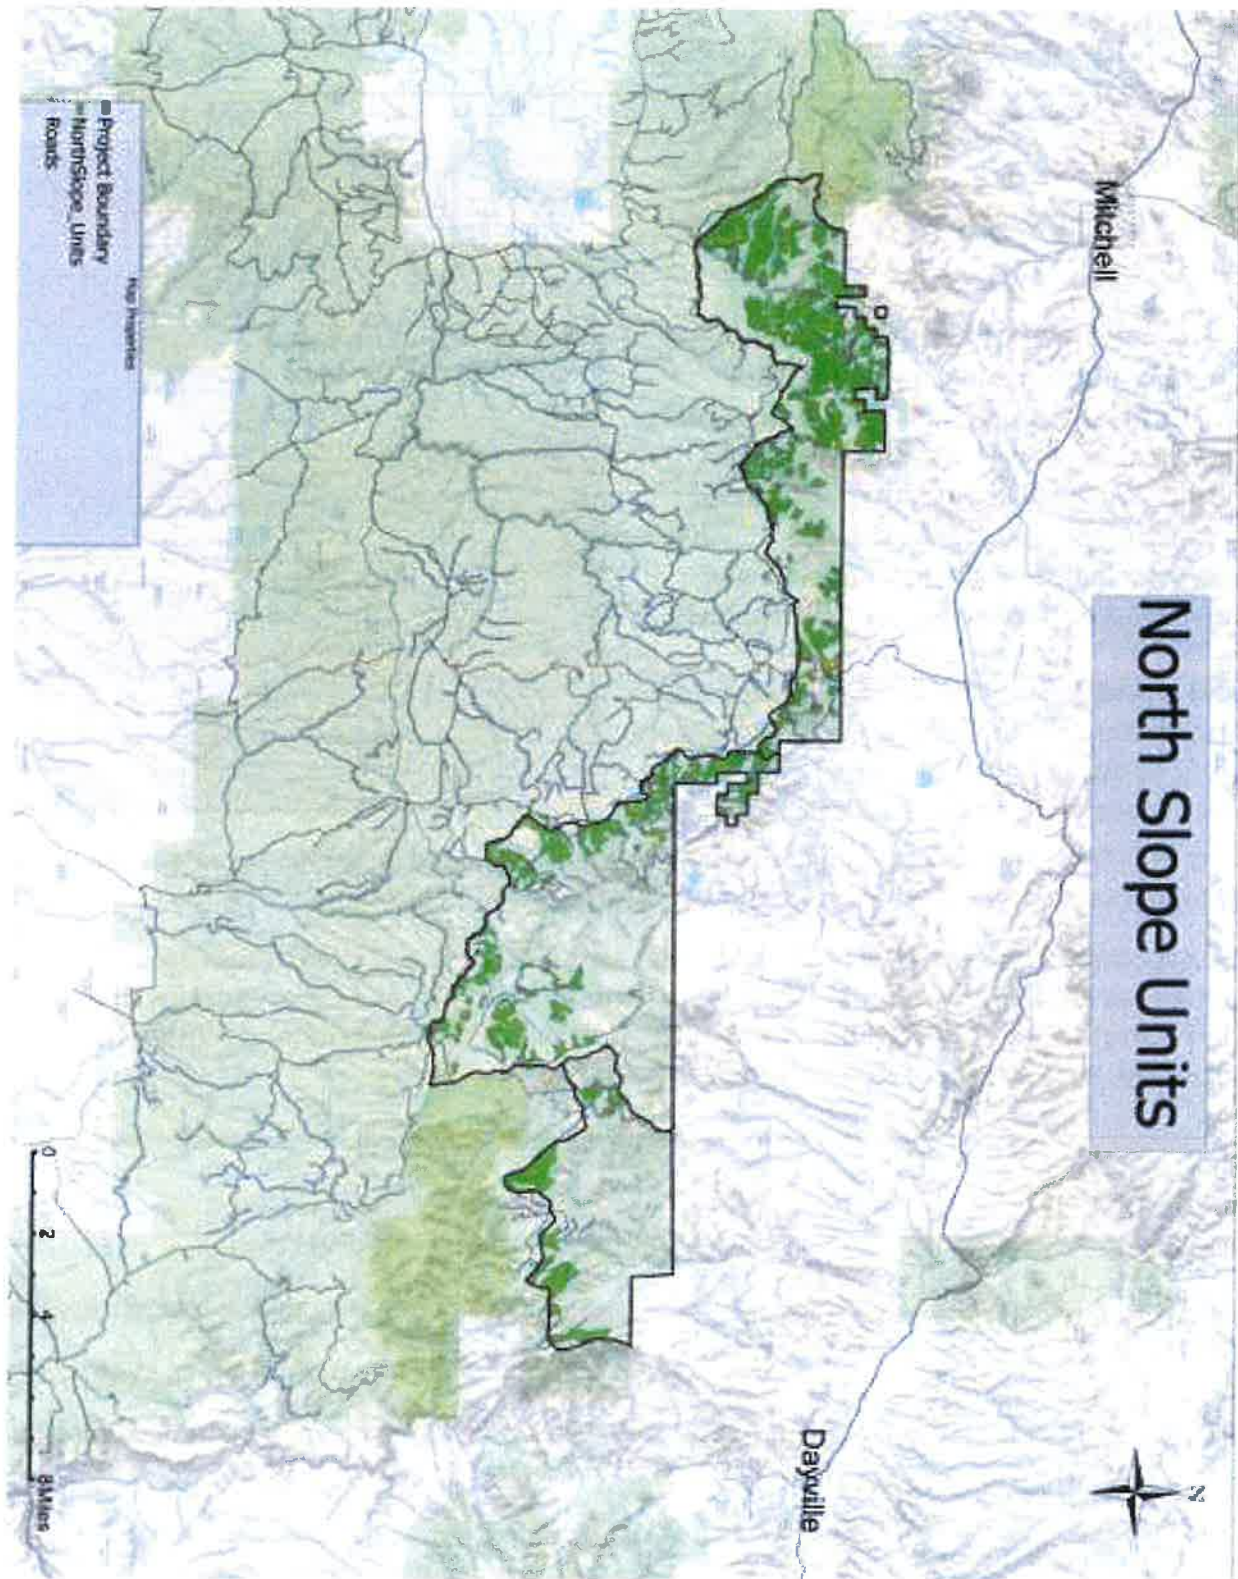 North Slope Units
Mitchell
Dayville
N
Map Properties
Project Boundary
NorthSlope_Units
Roads
0 2 4 8 Miles